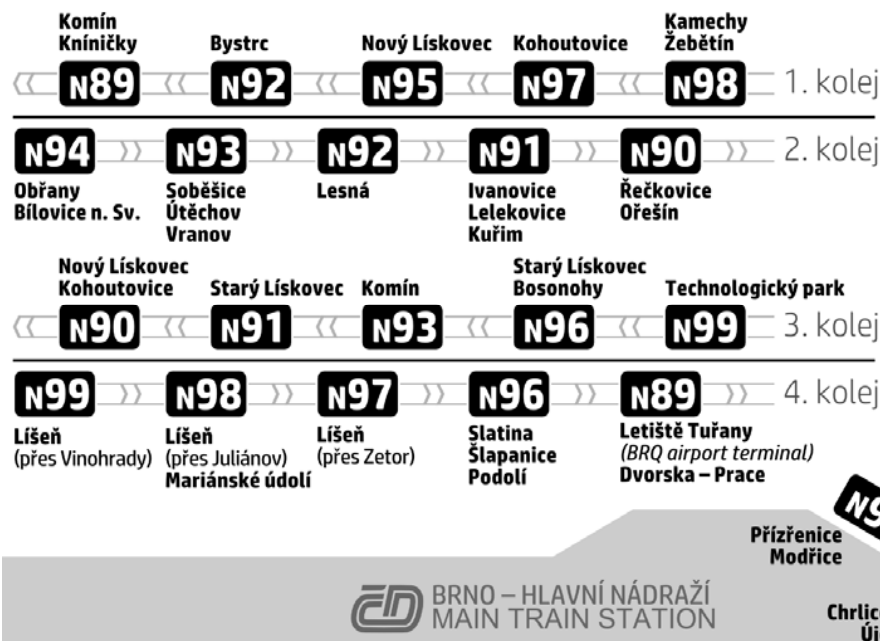 Komín
Kníničky
Bystrc
Nový Lískovec
Kohoutovice
Kamechy
Žebětín
N89 N92 N95 N97 N98 1. kolej
N94 N93 N92 N91 N90 2. kolej
Obřany
Bílovice n. Sv.
Soběšice
Útěchov
Vranov
Lesná
Ivanovice
Lelekovice
Kuřim
Řečkovice
Ořešín
Nový Lískovec
Kohoutovice
Starý Lískovec
Komín
Starý Lískovec
Bosonohy
Technologický park
N90 N91 N93 N96 N99 3. kolej
N99 N98 N97 N96 N89 4. kolej
Líšeň
(přes Vinohrady)
Líšeň
(přes Juliánov)
Mariánské údolí
Líšeň
(přes Zetor)
Slatina
Šlapanice
Podolí
Letiště Tuřany
(BRQ airport terminal)
Dvorska – Prace
Přízřenice
Modřice
ČD
BRNO – HLAVNÍ NÁDRAŽÍ
MAIN TRAIN STATION